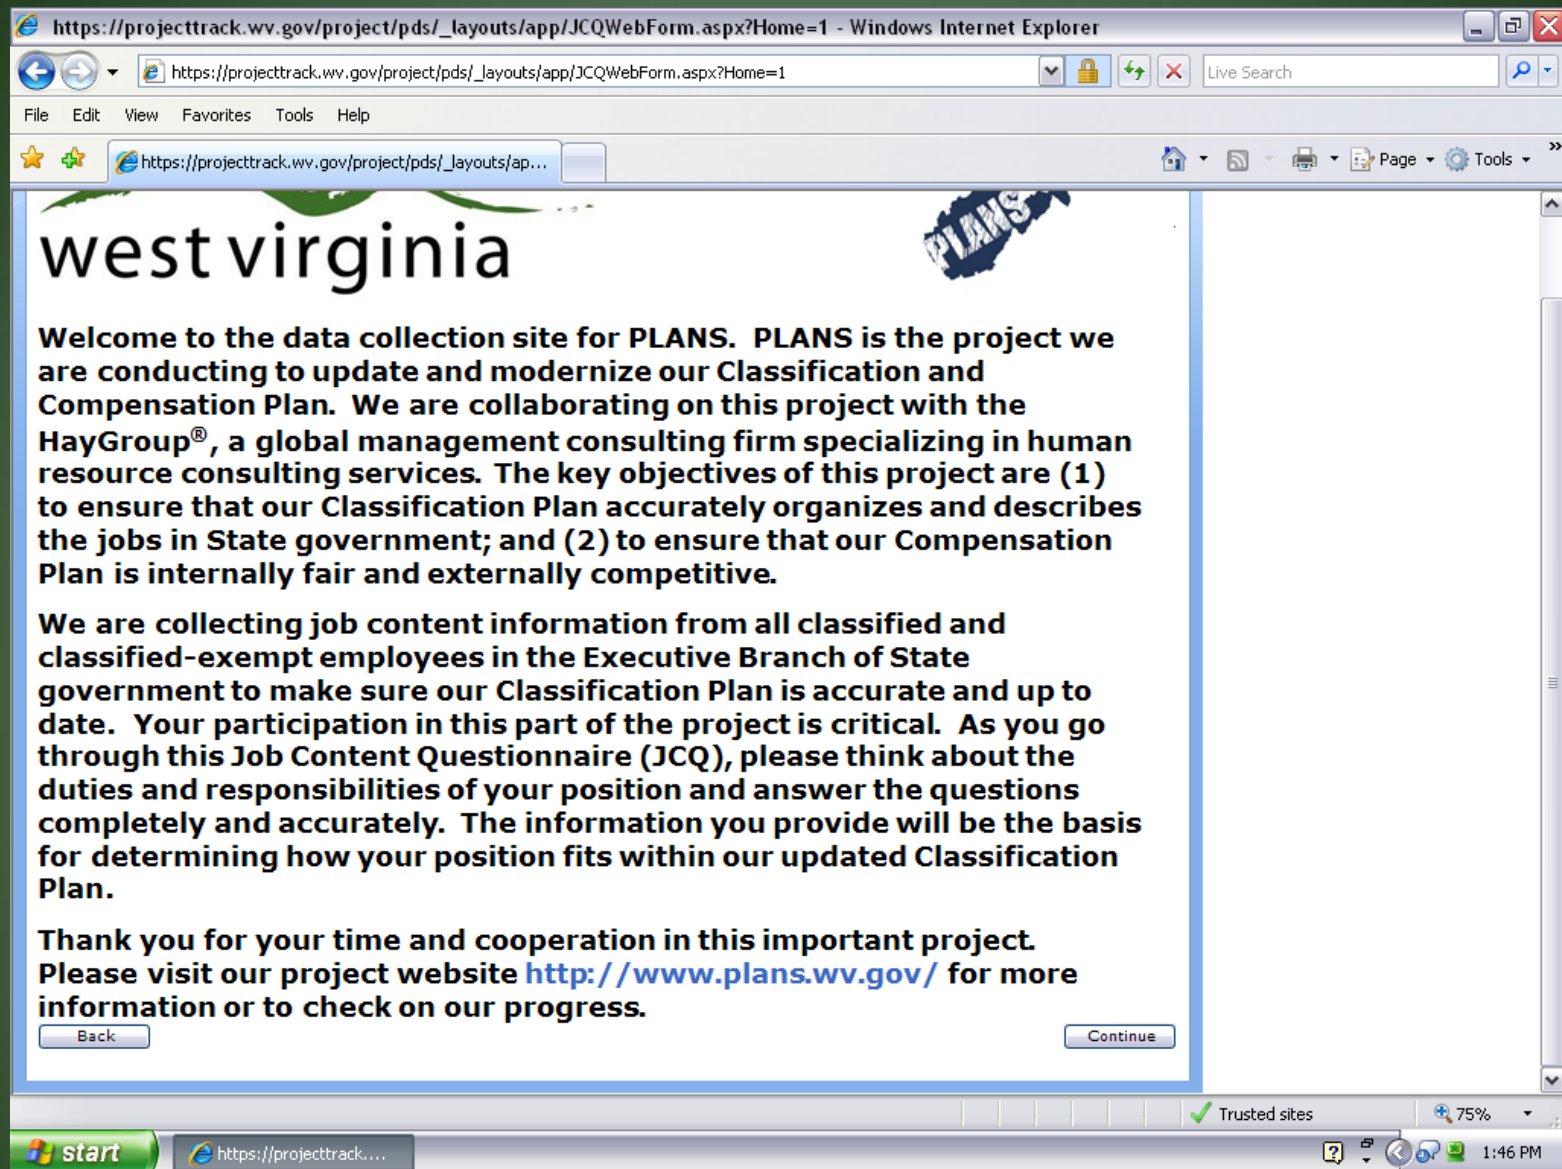 https://projecttrack.wv.gov/project/pds/_layouts/app/JCQWebForm.aspx?Home=1 - Windows Internet Explorer
https://projecttrack.wv.gov/project/pds/_layouts/app/JCQWebForm.aspx?Home=1
Live Search
File Edit View Favorites Tools Help
https://projecttrack.wv.gov/project/pds/_layouts/ap...
Page Tools
west virginia
PLANS
Welcome to the data collection site for PLANS. PLANS is the project we
are conducting to update and modernize our Classification and
Compensation Plan. We are collaborating on this project with the
HayGroup®, a global management consulting firm specializing in human
resource consulting services. The key objectives of this project are (1)
to ensure that our Classification Plan accurately organizes and describes
the jobs in State government; and (2) to ensure that our Compensation
Plan is internally fair and externally competitive.
We are collecting job content information from all classified and
classified-exempt employees in the Executive Branch of State
government to make sure our Classification Plan is accurate and up to
date. Your participation in this part of the project is critical. As you go
through this Job Content Questionnaire (JCQ), please think about the
duties and responsibilities of your position and answer the questions
completely and accurately. The information you provide will be the basis
for determining how your position fits within our updated Classification
Plan.
Thank you for your time and cooperation in this important project.
Please visit our project website http://www.plans.wv.gov/ for more
information or to check on our progress.
Back
Continue
Trusted sites
75%
start
https://projecttrack....
1:46 PM